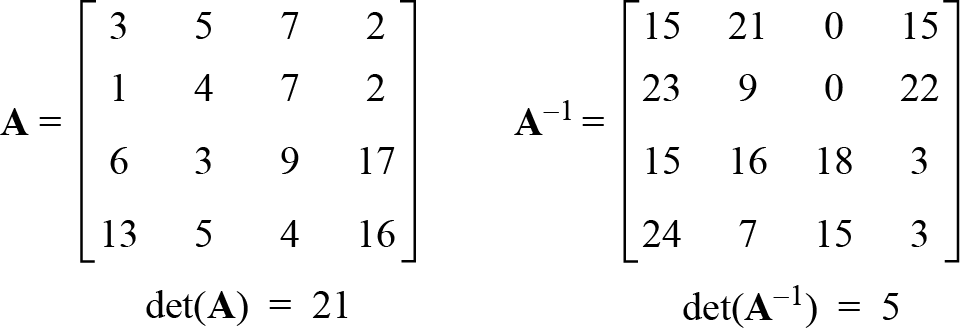 3 5 7 2 15 21 0 15
1 4 7 2 23 9 0 22
A = A⁻¹ =
6 3 9 17 15 16 18 3
13 5 4 16 24 7 15 3
det(A) = 21 det(A⁻¹) = 5